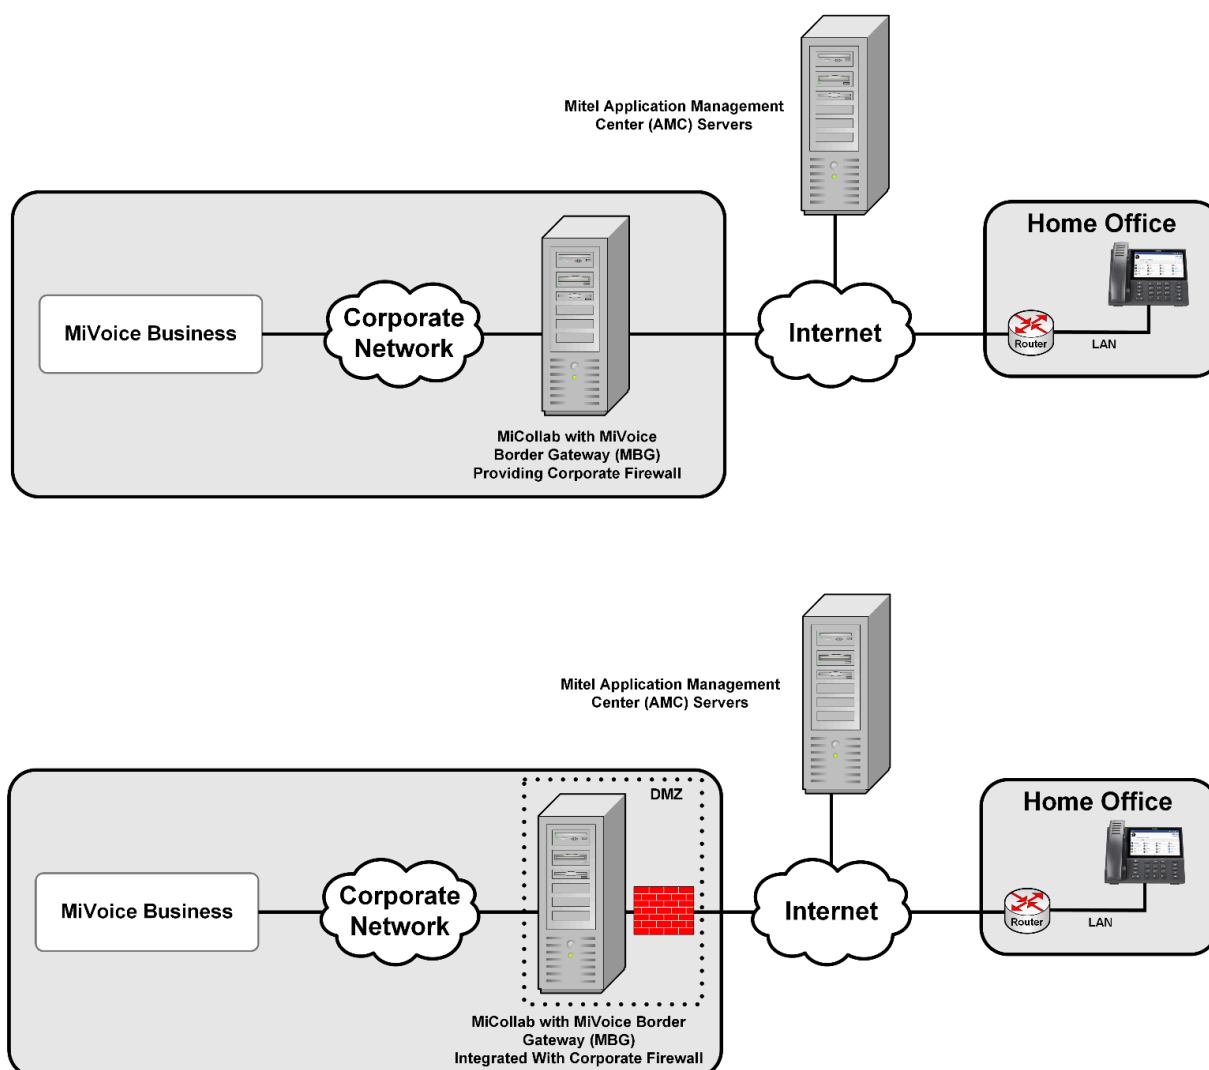 Mitel Application Management
Center (AMC) Servers
Home Office
MiVoice Business
Corporate
Network
Internet
Router
LAN
MiCollab with MiVoice
Border Gateway (MBG)
Providing Corporate Firewall
Mitel Application Management
Center (AMC) Servers
DMZ
Home Office
MiVoice Business
Corporate
Network
Internet
Router
LAN
MiCollab with MiVoice Border
Gateway (MBG)
Integrated With Corporate Firewall